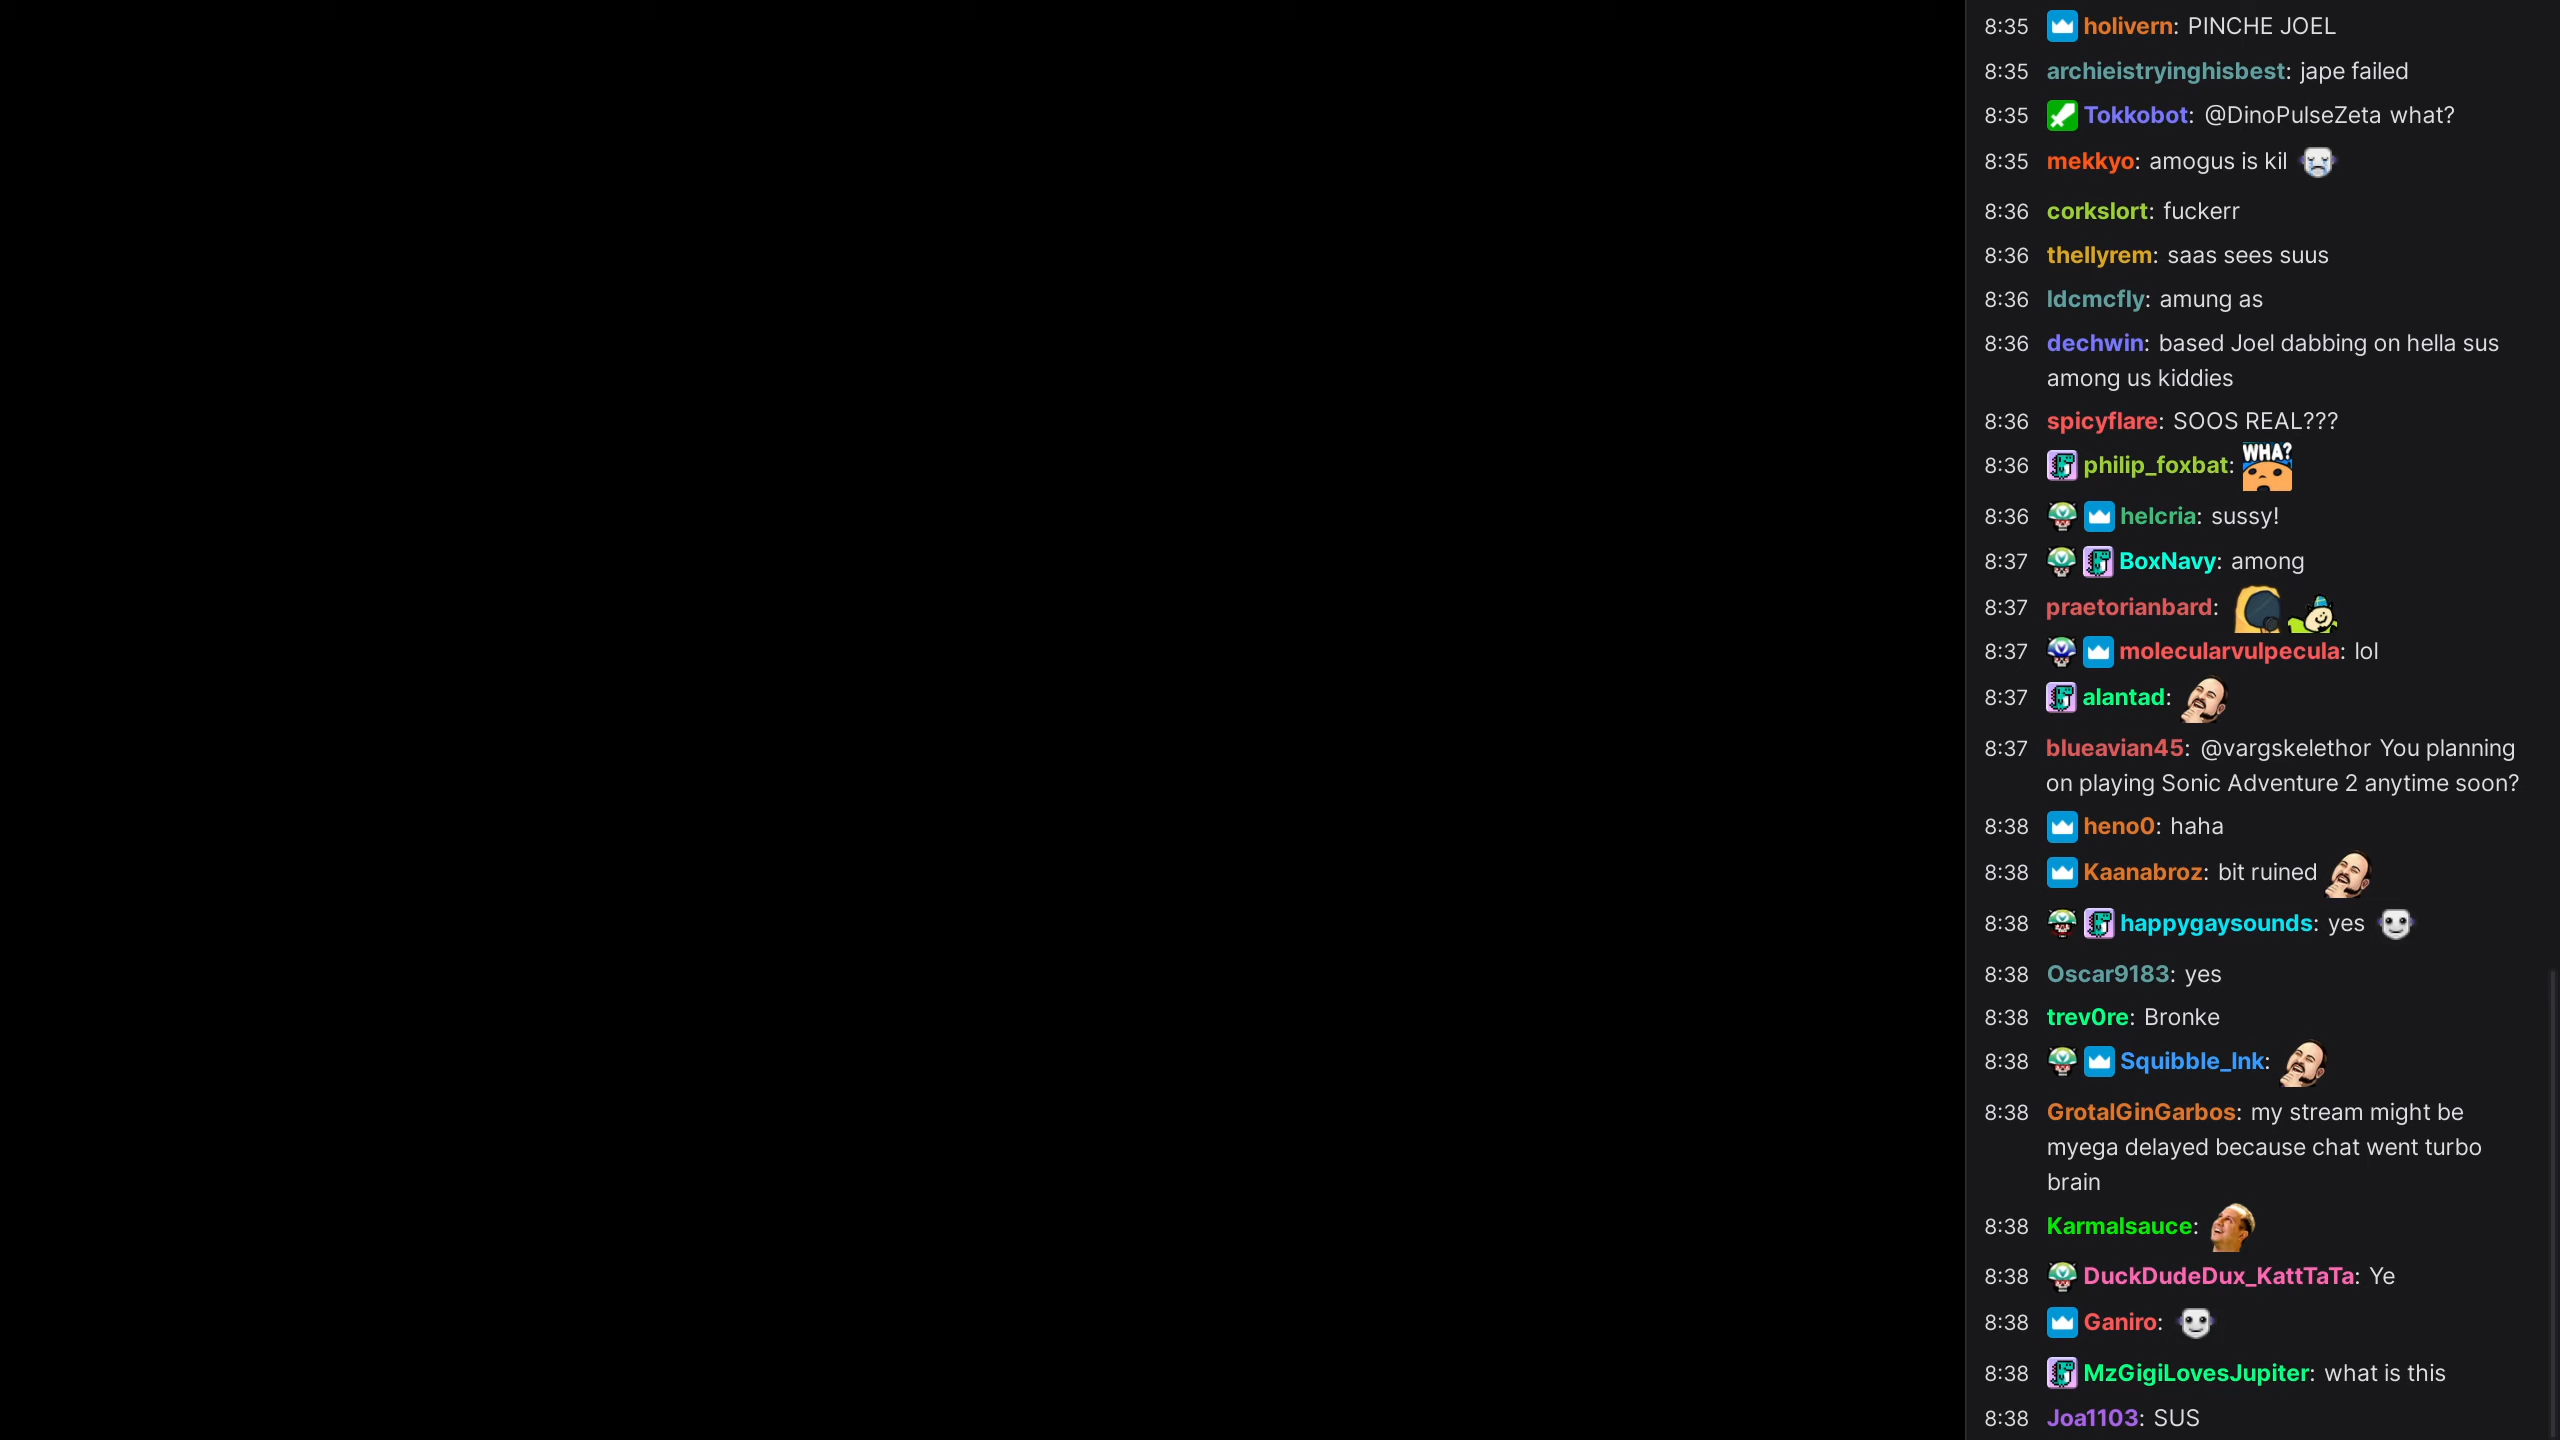 8:35 holivern: PINCHE JOEL
8:35 archieistryinghisbest: jape failed
8:35 Tokkobot: @DinoPulseZeta what?
8:35 mekkyo: amogus is kil
8:36 corkslort: fuckerr
8:36 thellyrem: saas sees suus
8:36 ldcmcfly: amung as
8:36 dechwin: based Joel dabbing on hella sus
among us kiddies
8:36 spicyflare: SOOS REAL???
8:36 philip_foxbat: WHA?
8:36 helcria: sussy!
8:37 BoxNavy: among
8:37 praetorianbard:
8:37 molecularvulpecula: lol
8:37 alantad:
8:37 blueavian45: @vargskelethor You planning
on playing Sonic Adventure 2 anytime soon?
8:38 heno0: haha
8:38 Kaanabroz: bit ruined
8:38 happygaysounds: yes
8:38 Oscar9183: yes
8:38 trev0re: Bronke
8:38 Squibble_Ink:
8:38 GrotalGinGarbos: my stream might be
myega delayed because chat went turbo
brain
8:38 Karmalsauce:
8:38 DuckDudeDux_KattTaTa: Ye
8:38 Ganiro:
8:38 MzGigiLovesJupiter: what is this
8:38 Joa1103: SUS